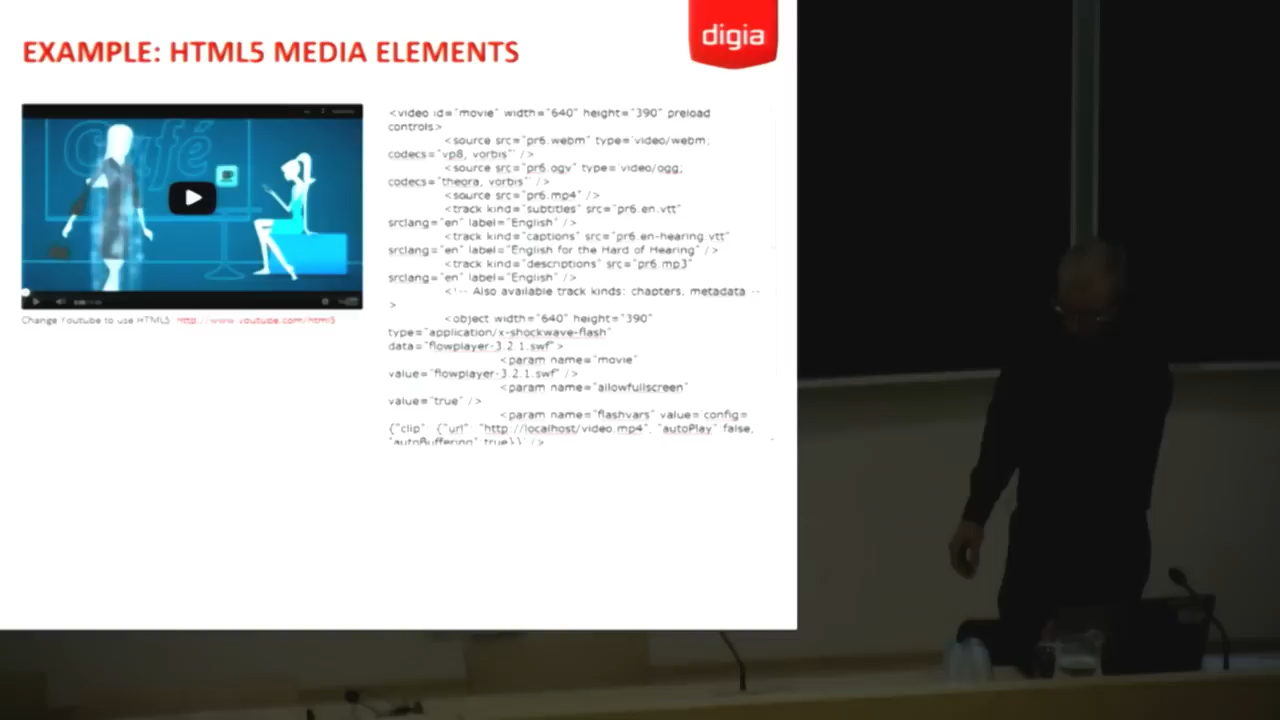 EXAMPLE: HTML5 MEDIA ELEMENTS
digia
Café
Change Youtube to use HTML5: http://www.youtube.com/html5
<video id="movie" width="640" height="390" preload
controls>
<source src="pr6.webm" type='video/webm;
codecs="vp8, vorbis"' />
<source src="pr6.ogv" type='video/ogg;
codecs="theora, vorbis"' />
<source src="pr6.mp4" />
<track kind="subtitles" src="pr6.en.vtt"
srclang="en" label="English" />
<track kind="captions" src="pr6.en-hearing.vtt"
srclang="en" label="English for the Hard of Hearing" />
<track kind="descriptions" src="pr6.mp3"
srclang="en" label="English" />
<!-- Also available track kinds: chapters, metadata --
>
<object width="640" height="390"
type="application/x-shockwave-flash"
data="flowplayer-3.2.1.swf">
<param name="movie"
value="flowplayer-3.2.1.swf" />
<param name="allowfullscreen"
value="true" />
<param name="flashvars" value='config=
{"clip": {"url": "http://localhost/video.mp4", "autoPlay":false,
"autoBuffering":true}}' />